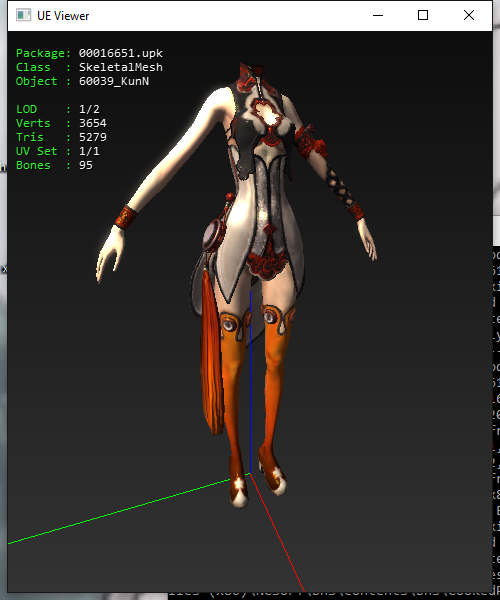 UE Viewer
Package: 00016651.upk
Class : SkeletalMesh
Object : 60039_KunN
LOD : 1/2
Verts : 3654
Tris : 5279
UV Set : 1/1
Bones : 95